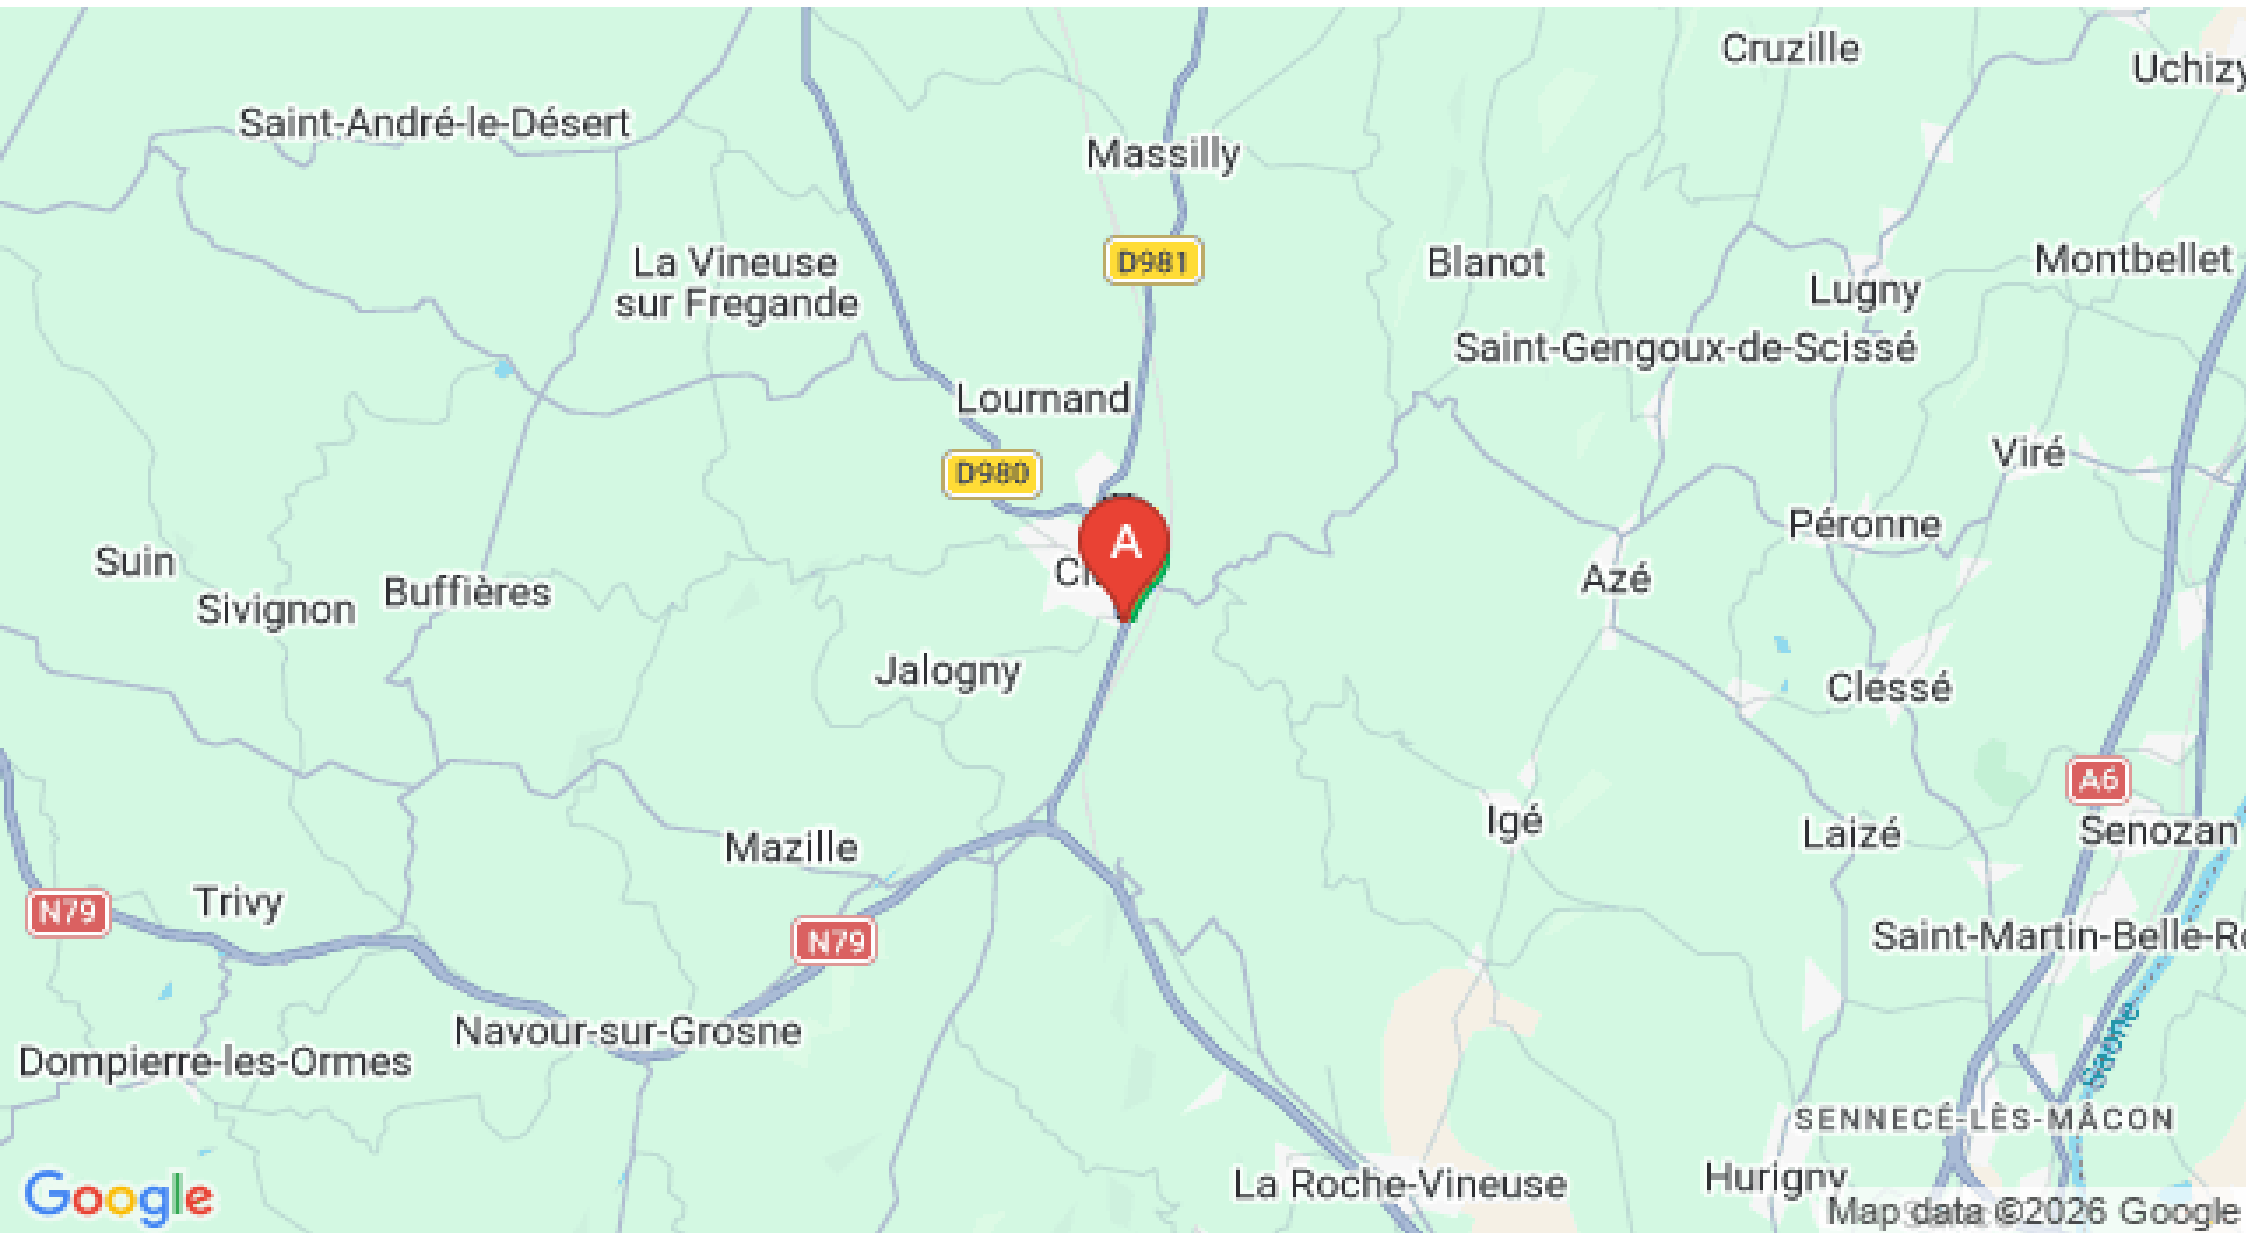 Cruzille
Uchizy
Saint-André-le-Désert
Massilly
La Vineuse
sur Fregande
D981
Blanot
Montbellet
Lugny
Saint-Gengoux-de-Scissé
Lournand
D980
Viré
Péronne
A
Suin
Sivignon
Buffières
Azé
Jalogny
Clessé
A6
Igé
Laizé
Senozan
Mazille
N79
Trivy
N79
Saint-Martin-Belle-Ro
Navour-sur-Grosne
Dompierre-les-Ormes
Saône
SENNECÉ-LÈS-MÂCON
La Roche-Vineuse
Hurigny
Google
Map data ©2026 Google